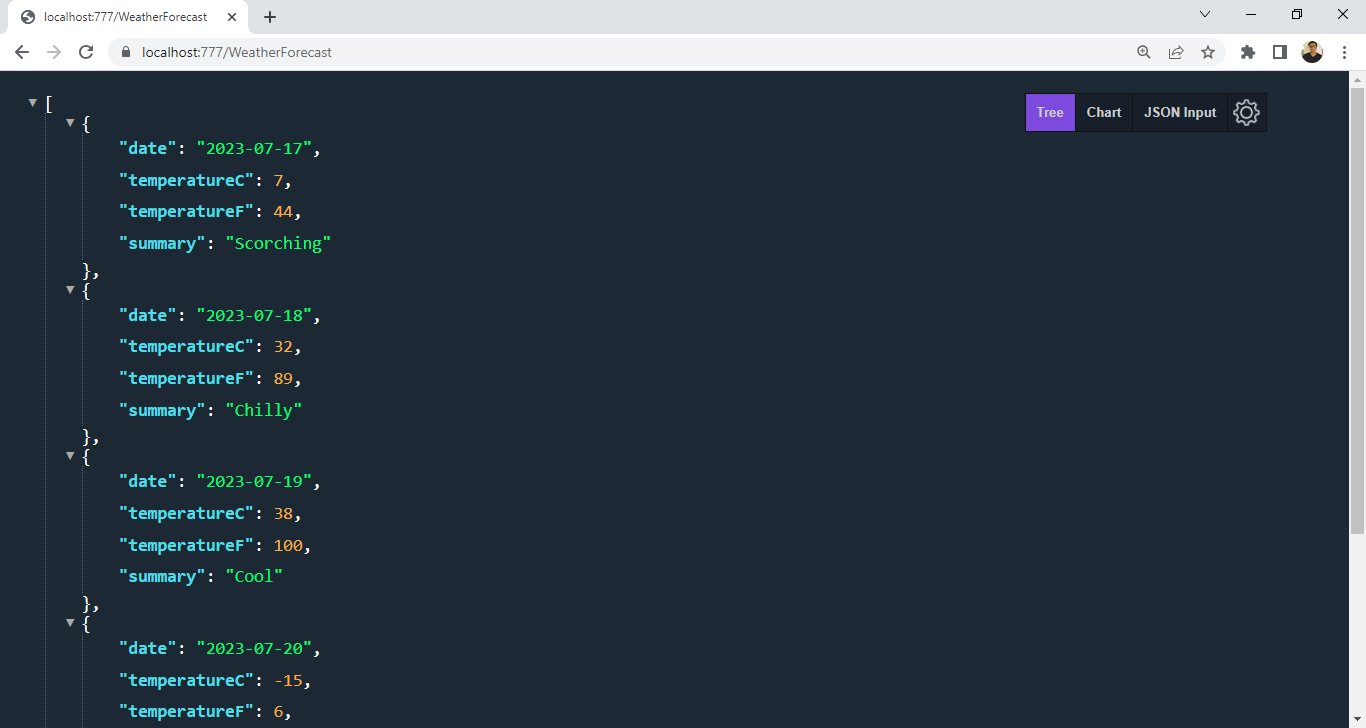 localhost:777/WeatherForecast
localhost:777/WeatherForecast
Tree Chart JSON Input
[
{
"date": "2023-07-17",
"temperatureC": 7,
"temperatureF": 44,
"summary": "Scorching"
},
{
"date": "2023-07-18",
"temperatureC": 32,
"temperatureF": 89,
"summary": "Chilly"
},
{
"date": "2023-07-19",
"temperatureC": 38,
"temperatureF": 100,
"summary": "Cool"
},
{
"date": "2023-07-20",
"temperatureC": -15,
"temperatureF": 6,